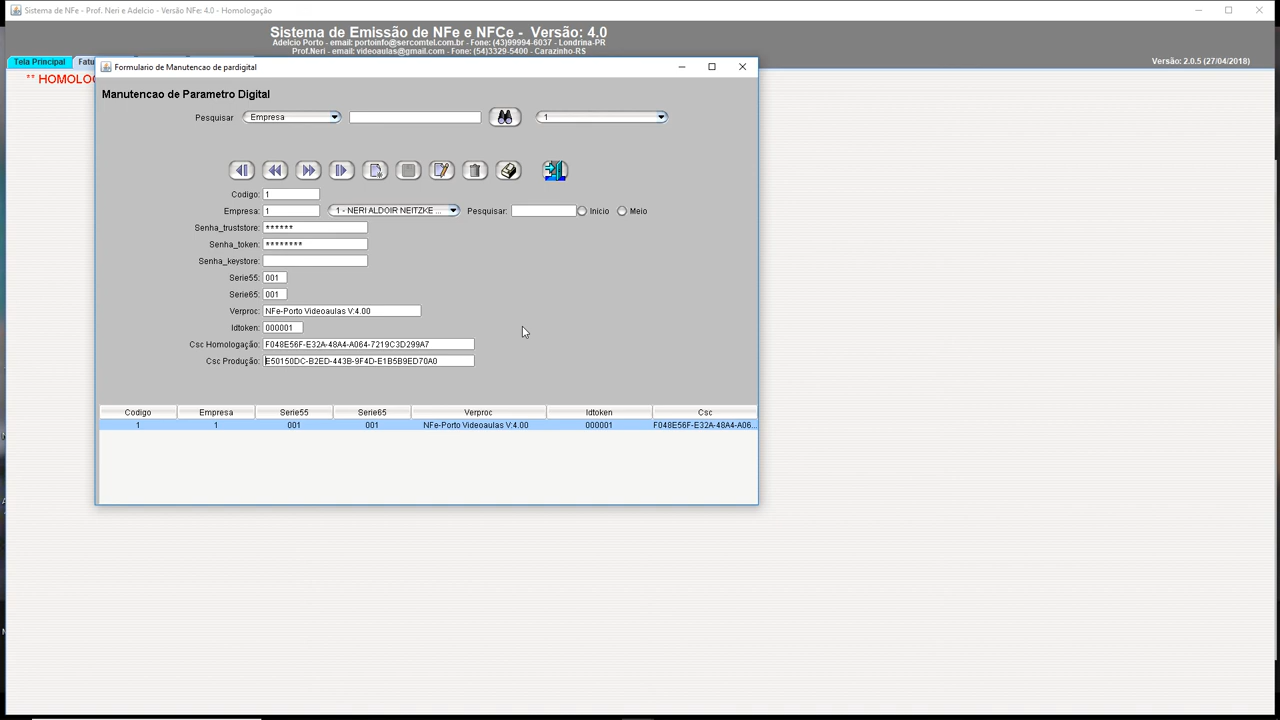 Sistema de NFe - Prof. Neri e Adelcio - Versão NFe: 4.0 - Homologação
Sistema de Emissão de NFe e NFCe - Versão: 4.0
Adelcio Porto - email: portoinfo@sercomtel.com.br - Fone: (43)99994-6037 - Londrina-PR
Prof.Neri - email: videoaulas@gmail.com - Fone: (54)3329-5400 - Carazinho-RS
Tela Principal Fatu
Versão: 2.0.5 (27/04/2018)
** HOMOLOG
Formulario de Manutencao de pardigital
Manutencao de Parametro Digital
Pesquisar Empresa 1
Codigo: 1
Empresa: 1 1 - NERI ALDOIR NEITZKE ... Pesquisar: Inicio Meio
Senha_truststore: ******
Senha_token: ********
Senha_keystore:
Serie55: 001
Serie65: 001
Verproc: NFe-Porto Videoaulas V:4.00
Idtoken: 000001
Csc Homologação: F048E56F-E32A-48A4-A064-7219C3D299A7
Csc Produção: E50150DC-B2ED-443B-9F4D-E1B5B9ED70A0
Codigo Empresa Serie55 Serie65 Verproc Idtoken Csc
1 1 001 001 NFe-Porto Videoaulas V:4.00 000001 F048E56F-E32A-48A4-A06...